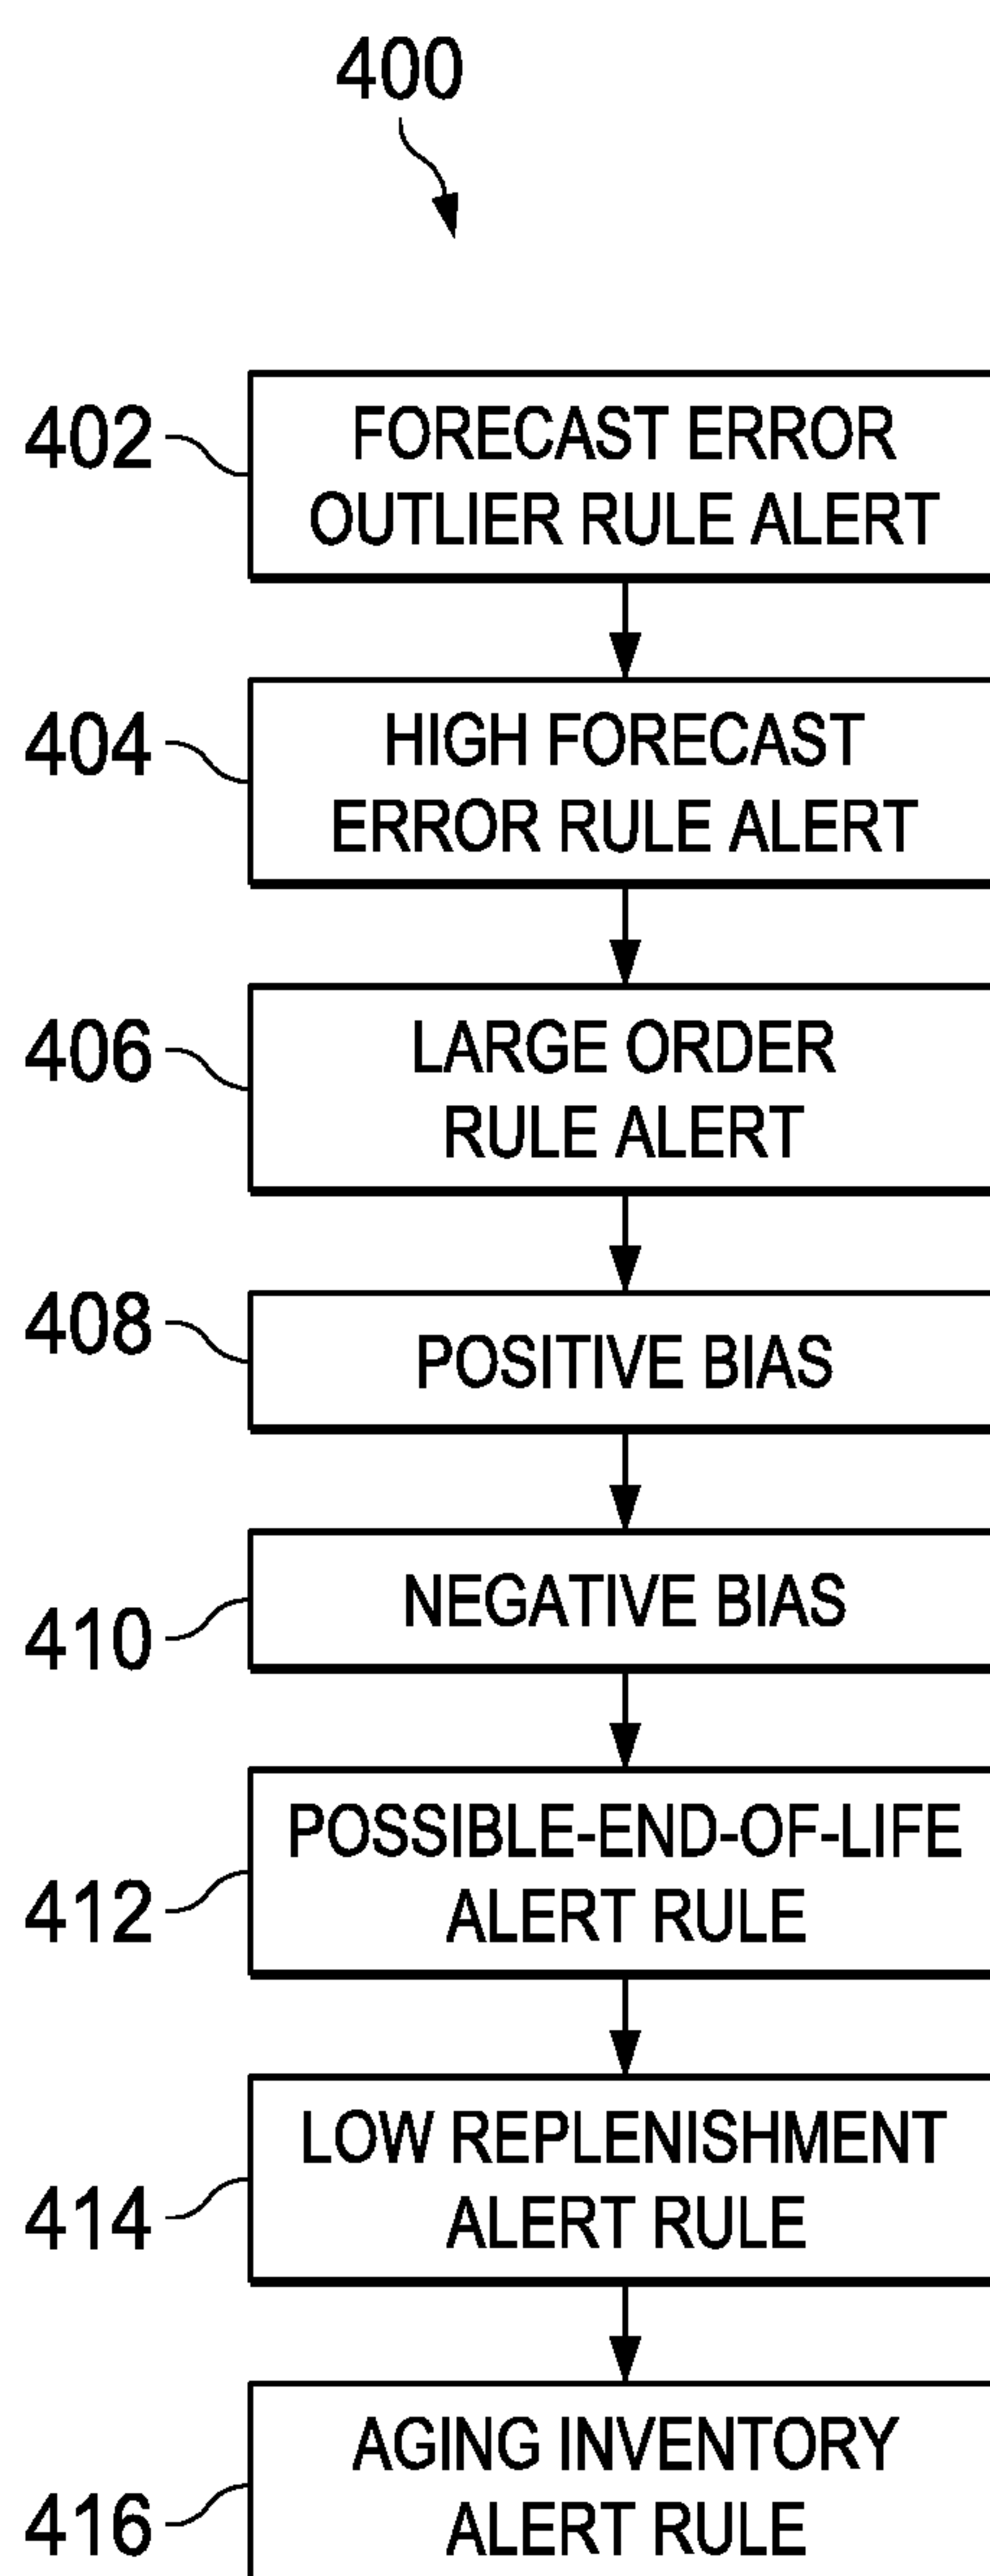 400
402
FORECAST ERROR
OUTLIER RULE ALERT
404
HIGH FORECAST
ERROR RULE ALERT
406
LARGE ORDER
RULE ALERT
408
POSITIVE BIAS
NEGATIVE BIAS
410
POSSIBLE-END-OF-LIFE
ALERT RULE
412
LOW REPLENISHMENT
ALERT RULE
414
AGING INVENTORY
ALERT RULE
416